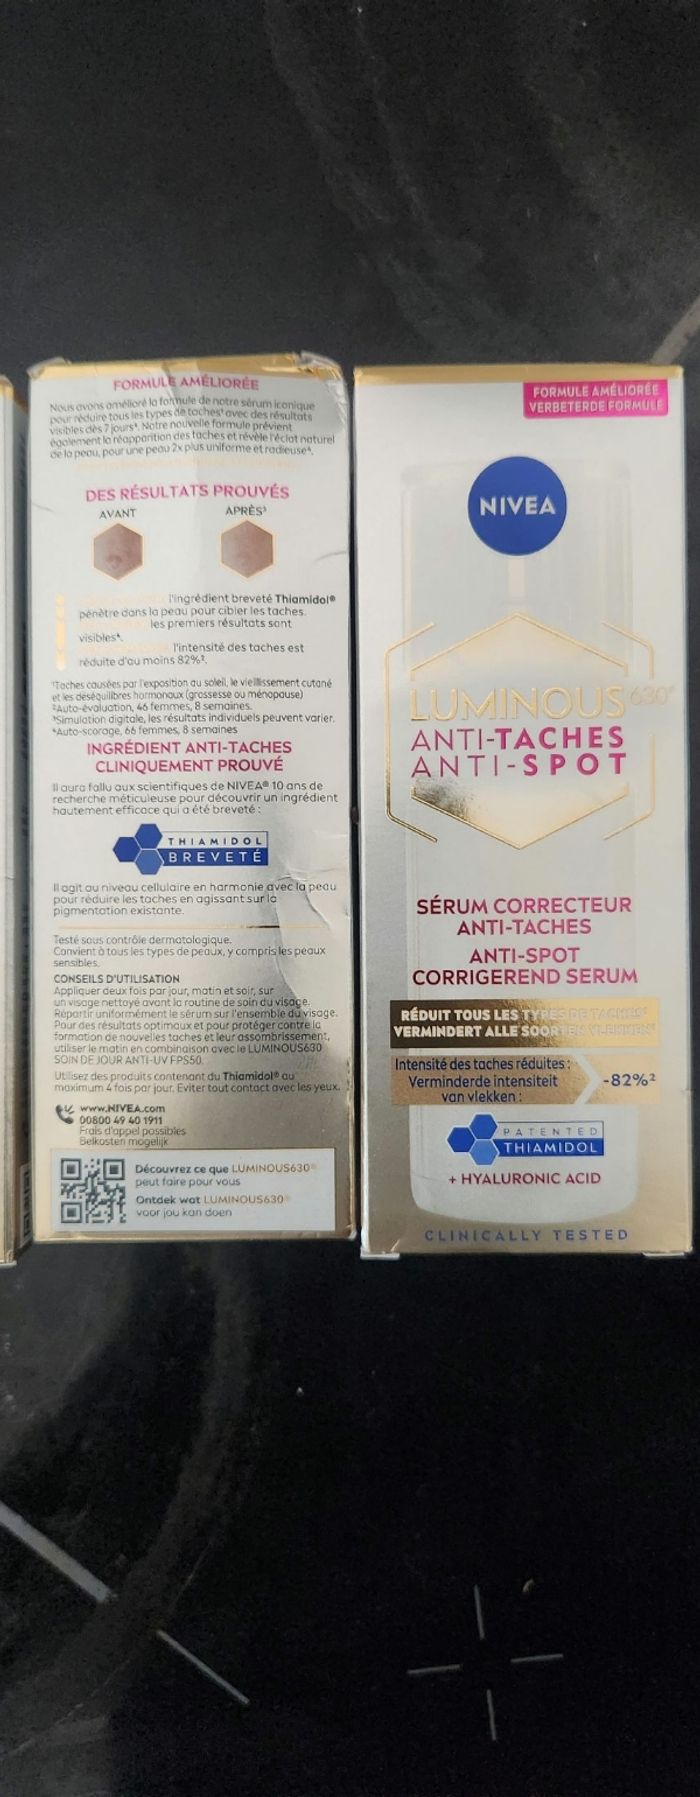 FORMULE AMÉLIORÉE
Nous avons amélioré la formule de notre sérum iconique
pour réduire tous les types de taches¹ avec des résultats
visibles dès 7 jours⁴. Notre nouvelle formule prévient
également la réapparition des taches et révèle l'éclat naturel
de la peau, pour une peau 2x plus uniforme et radieuse⁴.
DES RÉSULTATS PROUVÉS
AVANT APRÈS³
l'ingrédient breveté Thiamidol®
pénètre dans la peau pour cibler les taches.
les premiers résultats sont
visibles⁴.
l'intensité des taches est
réduite d'au moins 82%².
¹Taches causées par l'exposition au soleil, le vieillissement cutané
et les déséquilibres hormonaux (grossesse ou ménopause)
²Auto-évaluation, 46 femmes, 8 semaines.
³Simulation digitale, les résultats individuels peuvent varier.
⁴Auto-scorage, 66 femmes, 8 semaines
INGRÉDIENT ANTI-TACHES
CLINIQUEMENT PROUVÉ
Il aura fallu aux scientifiques de NIVEA® 10 ans de
recherche méticuleuse pour découvrir un ingrédient
hautement efficace qui a été breveté :
THIAMIDOL
BREVETÉ
Il agit au niveau cellulaire en harmonie avec la peau
pour réduire les taches en agissant sur la
pigmentation existante.
Testé sous contrôle dermatologique.
Convient à tous les types de peaux, y compris les peaux
sensibles.
CONSEILS D'UTILISATION
Appliquer deux fois par jour, matin et soir, sur
un visage nettoyé avant la routine de soin du visage.
Répartir uniformément le sérum sur l'ensemble du visage.
Pour des résultats optimaux et pour protéger contre la
formation de nouvelles taches et leur assombrissement,
utiliser le matin en combinaison avec le LUMINOUS630
SOIN DE JOUR ANTI-UV FPS50.
Utilisez des produits contenant du Thiamidol® au
maximum 4 fois par jour. Eviter tout contact avec les yeux.
www.NIVEA.com
00800 49 40 1911
Frais d'appel possibles
Belkosten mogelijk
Découvrez ce que LUMINOUS630®
peut faire pour vous
Ontdek wat LUMINOUS630®
voor jou kan doen
FORMULE AMÉLIORÉE
VERBETERDE FORMULE
NIVEA
LUMINOUS630®
ANTI-TACHES
ANTI-SPOT
SÉRUM CORRECTEUR
ANTI-TACHES
ANTI-SPOT
CORRIGEREND SERUM
RÉDUIT TOUS LES TYPES DE TACHES¹
VERMINDERT ALLE SOORTEN VLEKKEN¹
Intensité des taches réduites :
Verminderde intensiteit
van vlekken :
-82%²
PATENTED
THIAMIDOL
+ HYALURONIC ACID
CLINICALLY TESTED